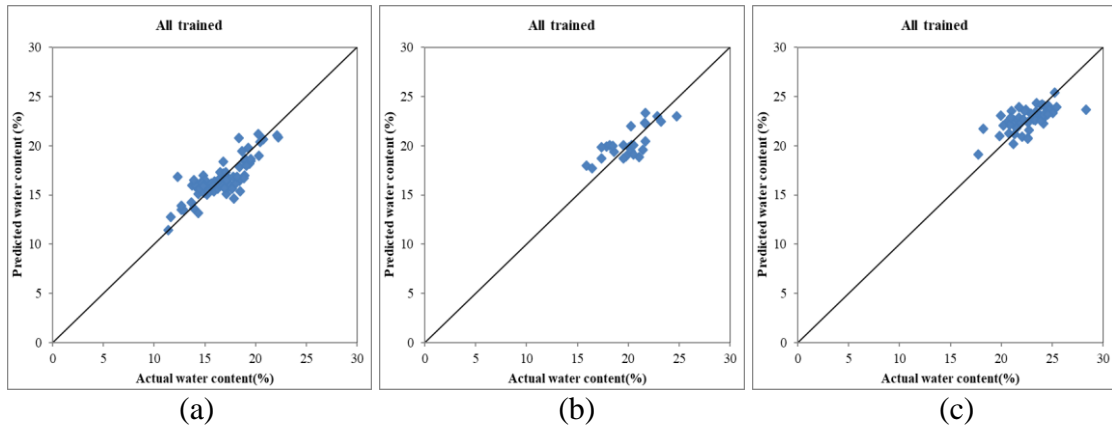 All trained
30
25
20
15
10
5
0
Predicted water content (%)
0 5 10 15 20 25 30
Actual water content(%)
(a)
All trained
30
25
20
15
10
5
0
Predicted water content (%)
0 5 10 15 20 25 30
Actual water content(%)
(b)
All trained
30
25
20
15
10
5
0
Predicted water content (%)
0 5 10 15 20 25 30
Actual water content(%)
(c)